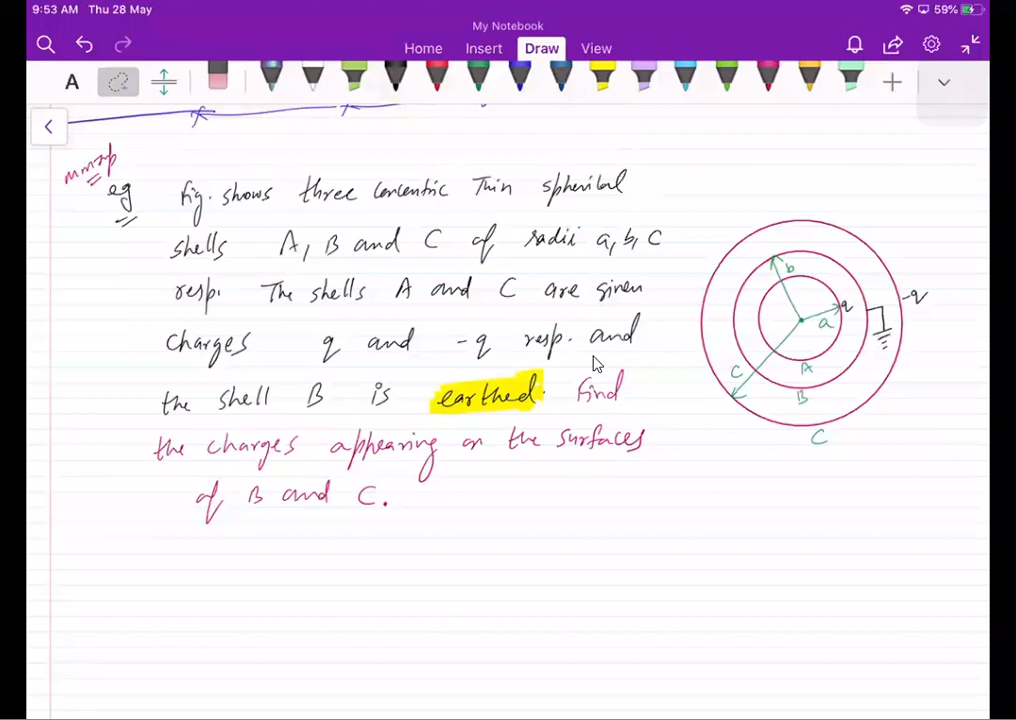 9:53 AM Thu 28 May
59%
My Notebook
Home Insert Draw View
A
eg Fig. shows three concentric Thin spherical
shells A, B and C of radii a, b, c
resp. The shells A and C are given
charges q and -q resp. and
the shell B is earthed. Find
the charges appearing on the surfaces
of B and C.
b
q
-q
a
C
A
B
C